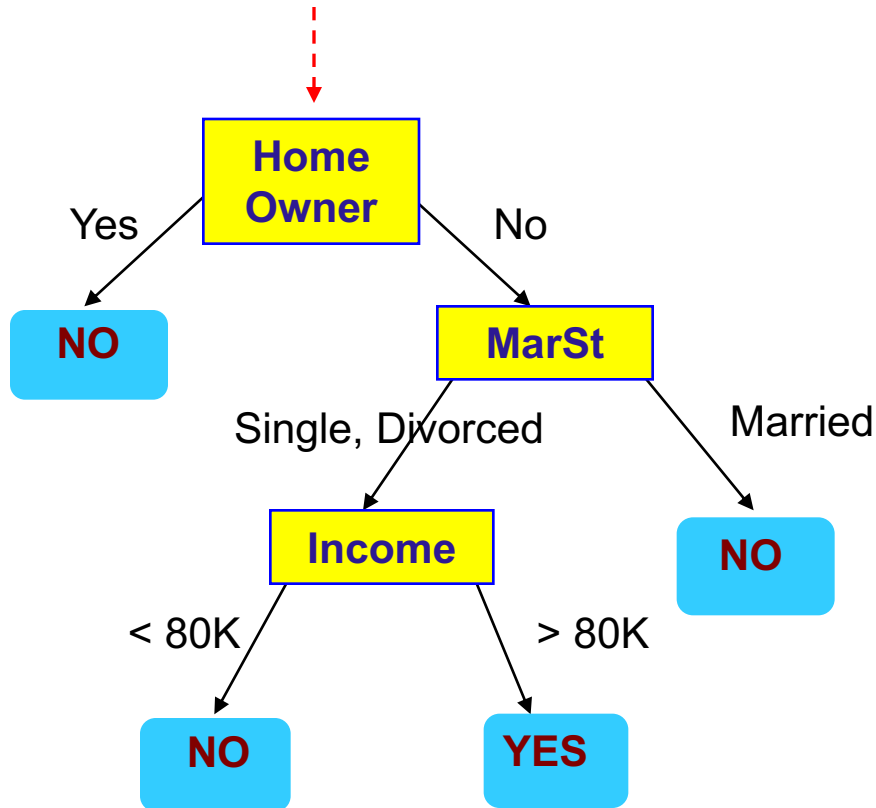 Home
Owner
Yes
No
NO
MarSt
Single, Divorced
Married
Income
NO
< 80K
> 80K
NO
YES